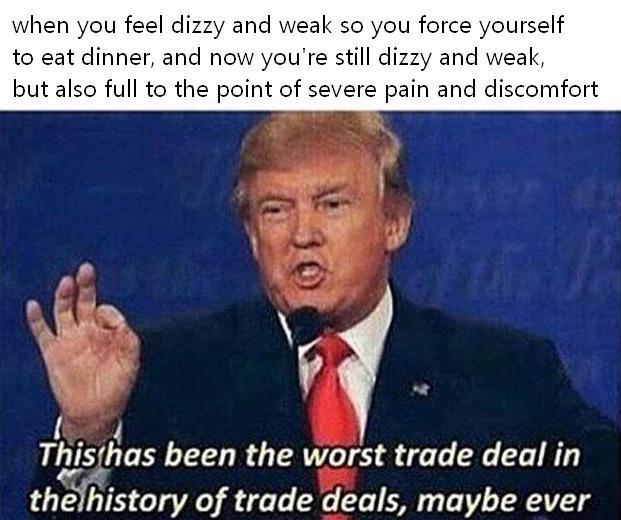 when you feel dizzy and weak so you force yourself
to eat dinner, and now you're still dizzy and weak,
but also full to the point of severe pain and discomfort
This has been the worst trade deal in
the history of trade deals, maybe ever